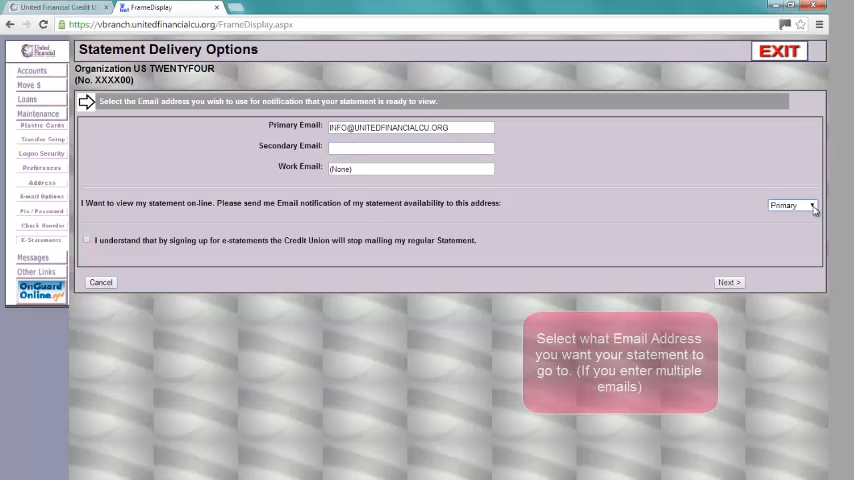 United Financial Credit U
FrameDisplay
https://vbranch.unitedfinancialcu.org/FrameDisplay.aspx
United
Financial
Statement Delivery Options
EXIT
Organization US TWENTYFOUR
(No. XXXX00)
Accounts
Move $
Loans
Maintenance
Plastic Cards
Transfer Setup
Logon Security
Preferences
Address
E-mail Options
Pin / Password
Check Reorder
E-Statements
Messages
Other Links
OnGuard
Online.gov
Select the Email address you wish to use for notification that your statement is ready to view.
Primary Email: INFO@UNITEDFINANCIALCU.ORG
Secondary Email:
Work Email: (None)
I Want to view my statement on-line. Please send me Email notification of my statement availability to this address: Primary
I understand that by signing up for e-statements the Credit Union will stop mailing my regular Statement.
Cancel Next >
Select what Email Address
you want your statement to
go to. (If you enter multiple
emails)